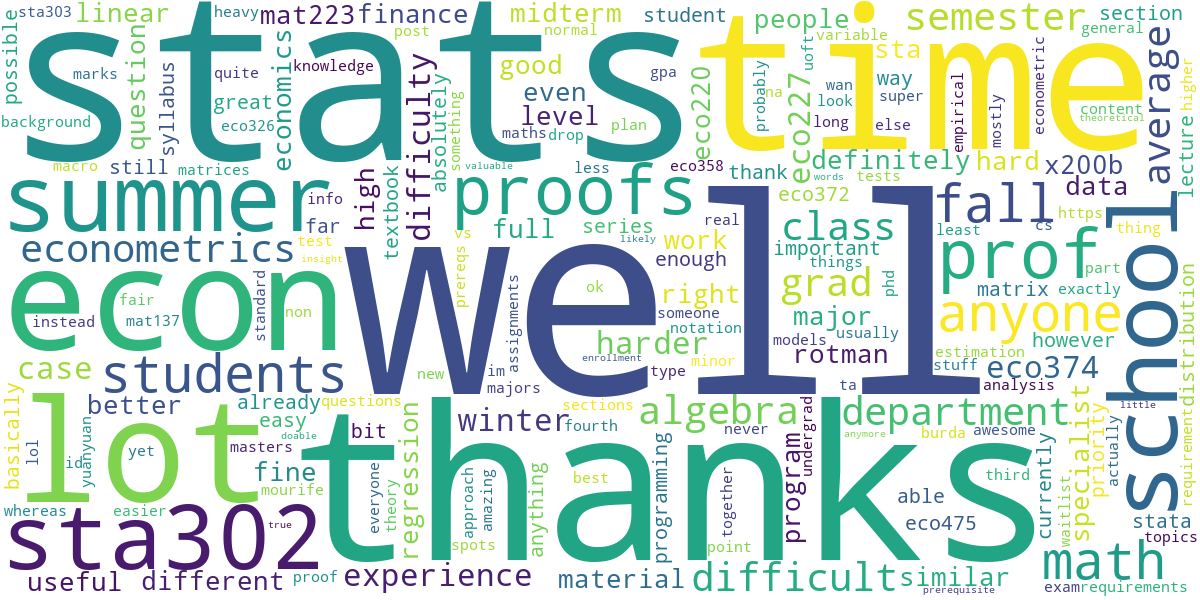 sta303
heavy
mat223
finance
post
midterm
student
people
variable
semester
section
general
linear
possible
marks
stats
quite
knowledge
normal
time
question
syllabus
great
economics
difficulty
absolutely
something
good
gpa
uoft
sta
way
average
lecture
higher
background
eco326
even
level
maths
drop
plan
eco220
probably
eco227
na
wan
look
long
super
else
empirical
mostly
econometric
content
theoretical
macro
still
matrices
valuable
less
eco358
thank
definitely
hard
x200b
words
tests
data
summer
info
far
high
textbook
proofs
full
series
eco372
fall
https
cs
least
thing
econometrics
test
insight
vs
prereqs
real
likely
work
enough
class
important
things
phd
prof
part
exactly
school
distribution
econ
fair
instead
mat137
non
standard
assignments
ok
well
right
someone
notation
grad
major
models
usually
matrix
anyone
however
case
students
im
majors
new
type
harder
minor
enrollment
rotman
ta
estimation
stuff
eco374
analysis
basically
better
already
questions
easy
winter
sections
fourth
algebra
never
undergrad
department
anymore
burda
awesome
specialist
priority
little
actually
requirement
lol
id
yuanyuan
yet
lot
doable
masters
fine
mourife
bit
regression
everyone
theory
approach
amazing
anything
best
programming
together
program
third
able
currently
waitlist
whereas
easier
sta302
true
thanks
spots
point
eco475
stata
topics
math
useful
different
proof
experience
material
difficult
similar
prerequisite
exam
requirements